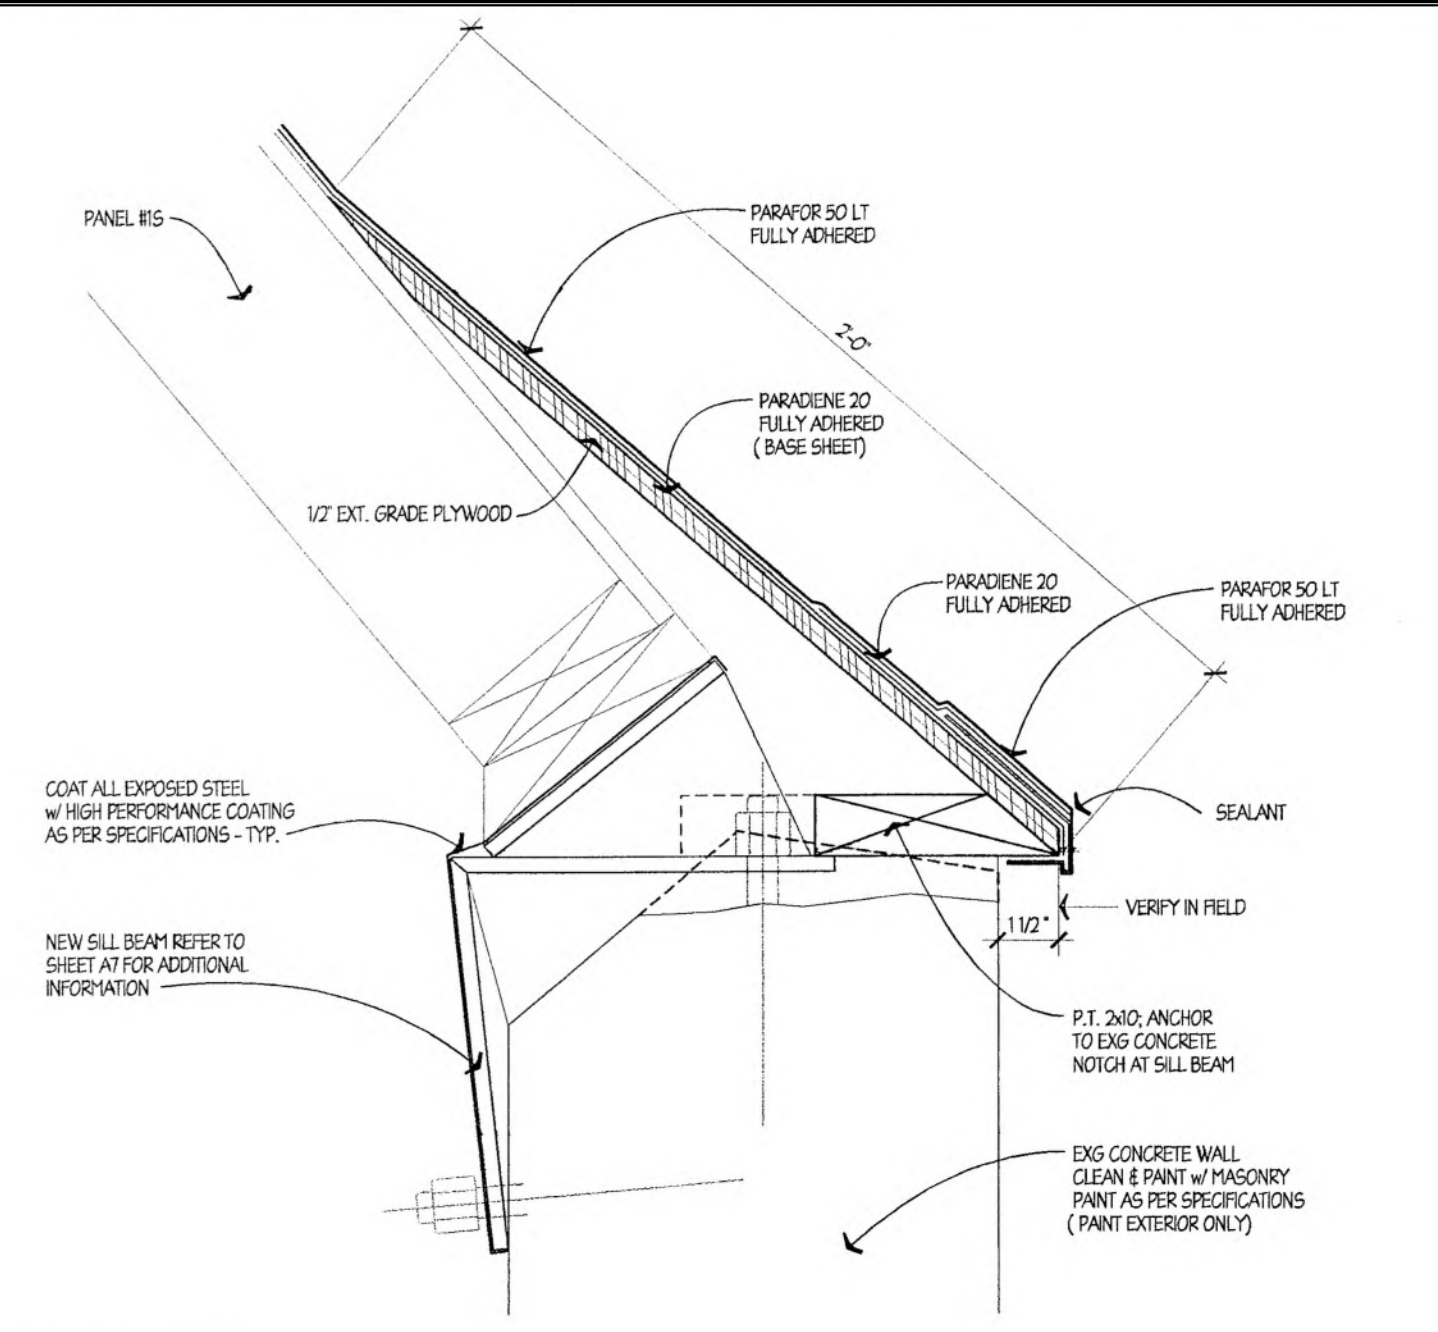 PANEL #1S
PARAFOR 50 LT
FULLY ADHERED
2'-0"
PARADIENE 20
FULLY ADHERED
( BASE SHEET)
1/2" EXT. GRADE PLYWOOD
PARADIENE 20
FULLY ADHERED
PARAFOR 50 LT
FULLY ADHERED
COAT ALL EXPOSED STEEL
w/ HIGH PERFORMANCE COATING
AS PER SPECIFICATIONS - TYP.
SEALANT
VERIFY IN FIELD
1 1/2 "
NEW SILL BEAM REFER TO
SHEET A7 FOR ADDITIONAL
INFORMATION
P.T. 2x10; ANCHOR
TO EXG CONCRETE
NOTCH AT SILL BEAM
EXG CONCRETE WALL
CLEAN & PAINT w/ MASONRY
PAINT AS PER SPECIFICATIONS
( PAINT EXTERIOR ONLY)